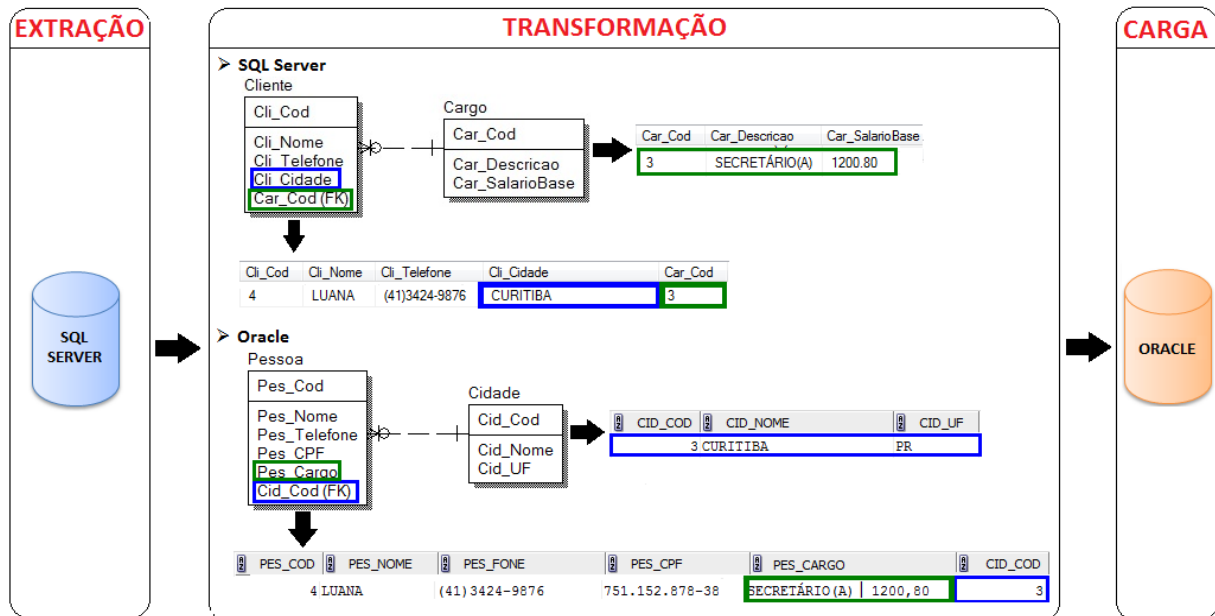 EXTRAÇÃO
TRANSFORMAÇÃO
CARGA
SQL
SERVER
➢ SQL Server
Cliente
Cli_Cod
Cli_Nome
Cli_Telefone
Cli_Cidade
Car_Cod (FK)
Cargo
Car_Cod
Car_Descricao
Car_SalarioBase
Car_Cod Car_Descricao Car_SalarioBase
3 SECRETÁRIO(A) 1200.80
Cli_Cod Cli_Nome Cli_Telefone Cli_Cidade Car_Cod
4 LUANA (41)3424-9876 CURITIBA 3
➢ Oracle
Pessoa
Pes_Cod
Pes_Nome
Pes_Telefone
Pes_CPF
Pes_Cargo
Cid_Cod (FK)
Cidade
Cid_Cod
Cid_Nome
Cid_UF
CID_COD CID_NOME CID_UF
3 CURITIBA PR
PES_COD PES_NOME PES_FONE PES_CPF PES_CARGO CID_COD
4 LUANA (41)3424-9876 751.152.878-38 SECRETÁRIO(A) | 1200,80 3
ORACLE